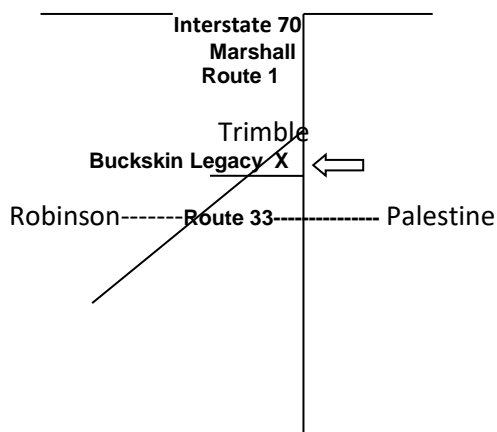 Interstate 70
Marshall
Route 1
Trimble
Buckskin Legacy X
Robinson-------Route 33--------------- Palestine